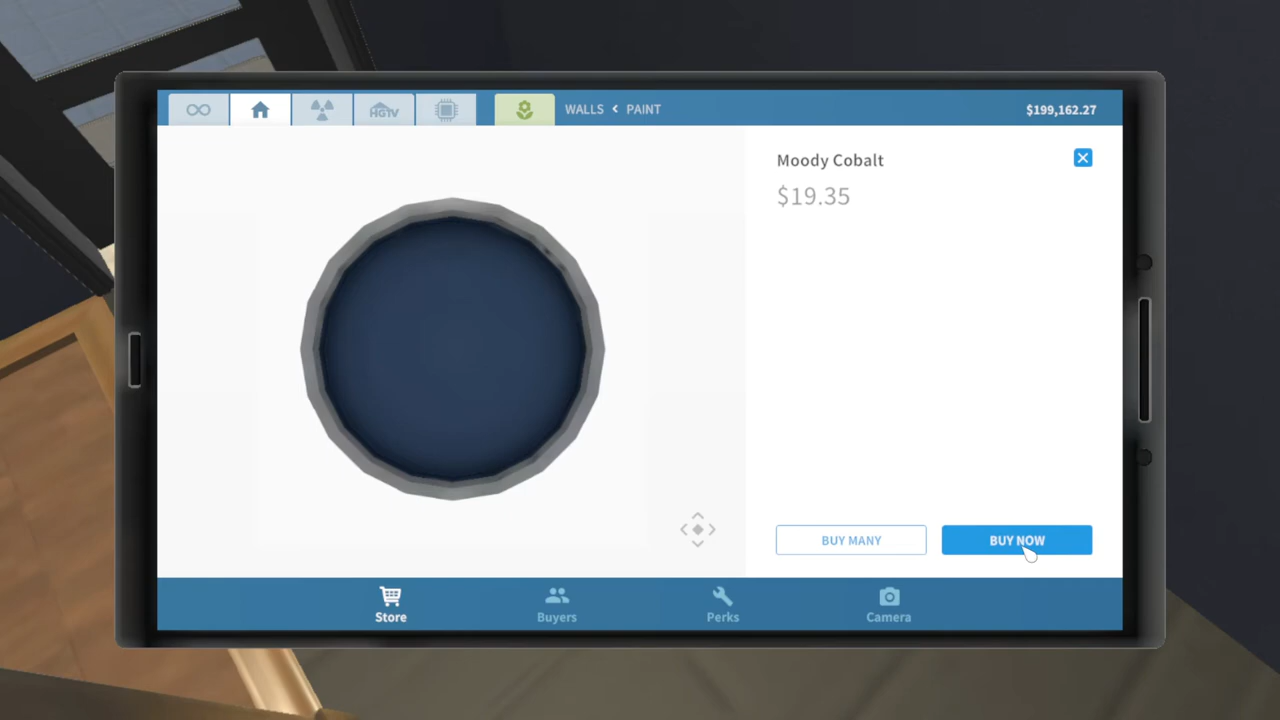 HGTV
WALLS < PAINT
$199,162.27
Moody Cobalt
$19.35
BUY MANY
BUY NOW
Store
Buyers
Perks
Camera